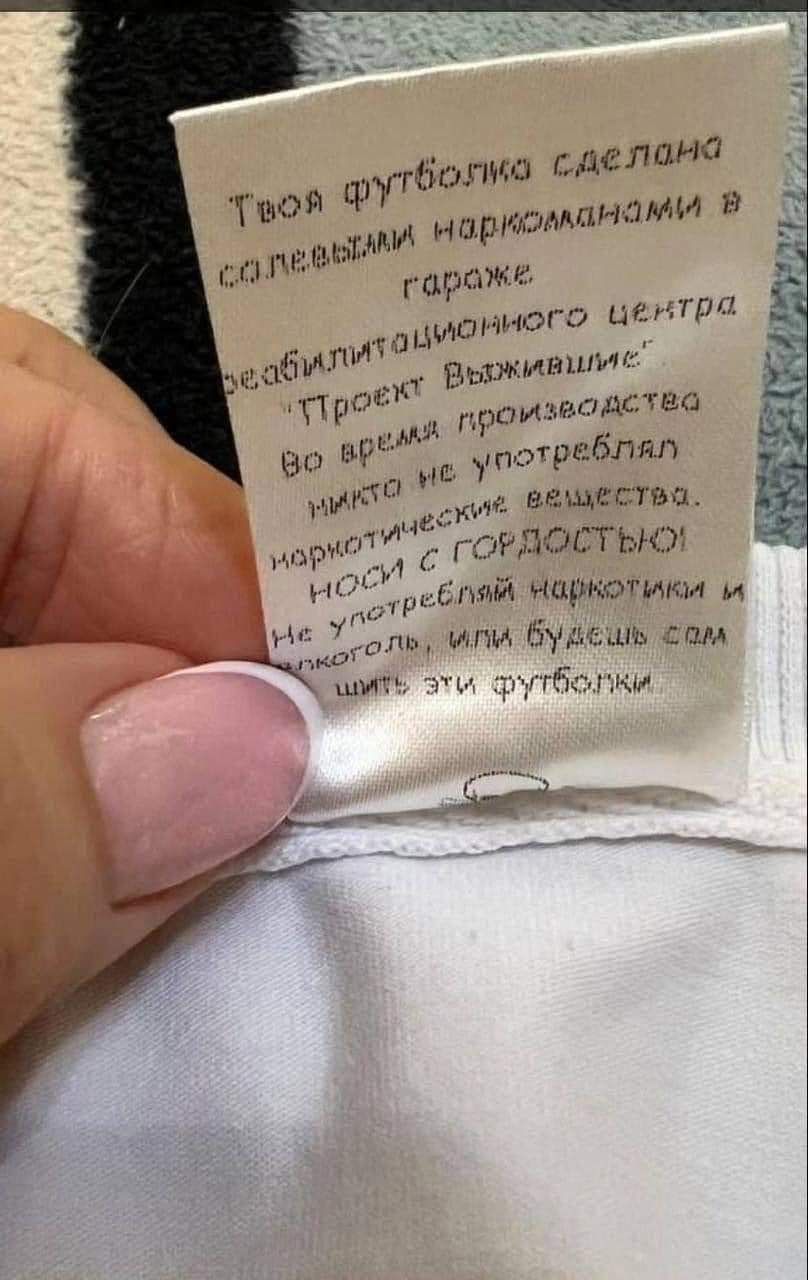 Твоя футболка сделана
солевыми наркоманами в
гараже
реабилитационного центра
"Проект Выжившие".
Во время производства
никто не употреблял
наркотические вещества.
НОСИ С ГОРДОСТЬЮ!
Не употребляй наркотики и
алкоголь, или будешь сам
шить эти футболки